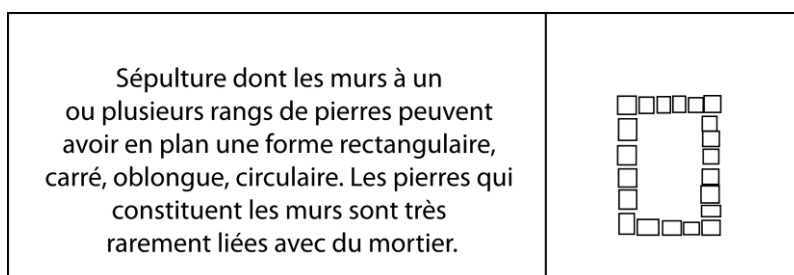 Sépulture dont les murs à un
ou plusieurs rangs de pierres peuvent
avoir en plan une forme rectangulaire,
carré, oblongue, circulaire. Les pierres qui
constituent les murs sont très
rarement liées avec du mortier.